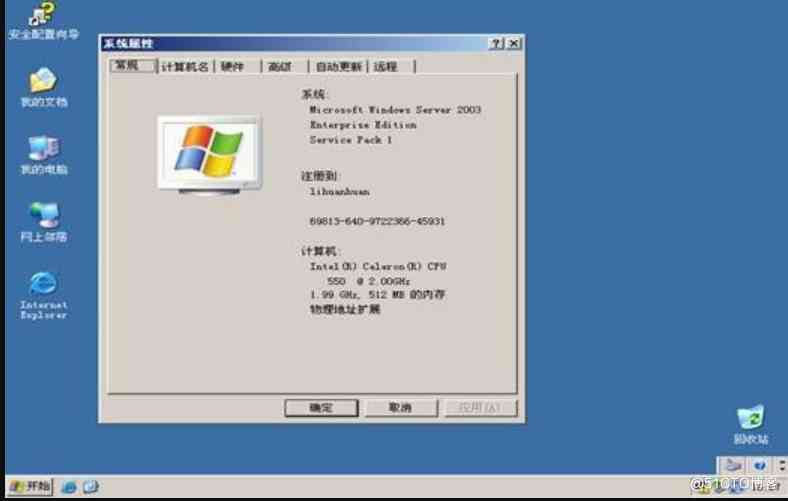 安全配置向导
我的文档
我的电脑
网上邻居
Internet
Explorer
系统属性
常规 计算机名 硬件 高级 自动更新 远程
系统:
Microsoft Windows Server 2003
Enterprise Edition
Service Pack 1
注册到:
lihuanhuan
69813-640-9722366-45931
计算机:
Intel(R) Celeron(R) CPU
550 @ 2.00GHz
1.99 GHz, 512 MB 的内存
物理地址扩展
确定 取消 应用(A)
回收站
开始
@51CTO博客